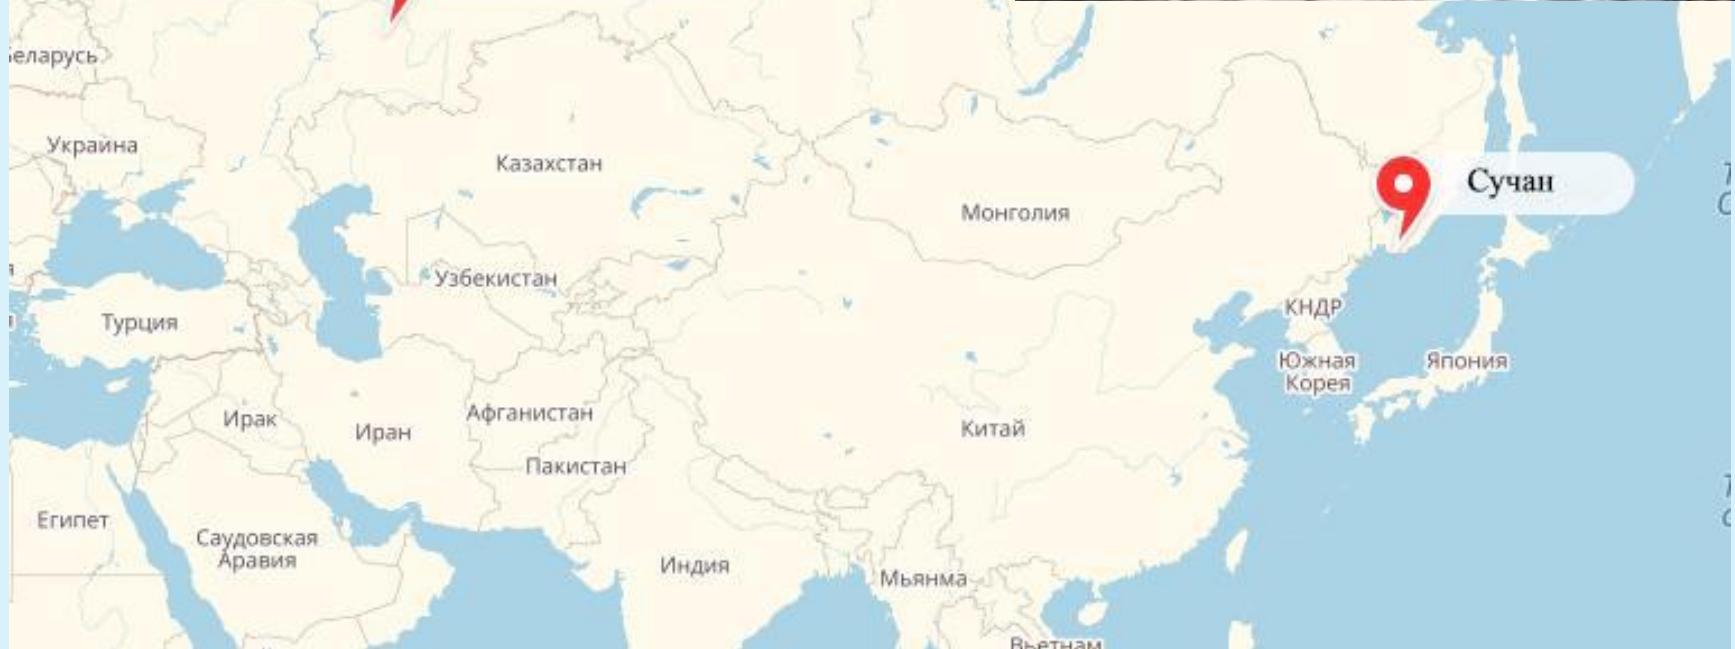 Беларусь
Украина
Казахстан
Сучан
Монголия
Узбекистан
КНДР
Турция
Южная
Корея
Япония
Ирак
Иран
Афганистан
Китай
Пакистан
Египет
Саудовская
Аравия
Индия
Мьянма
Вьетнам